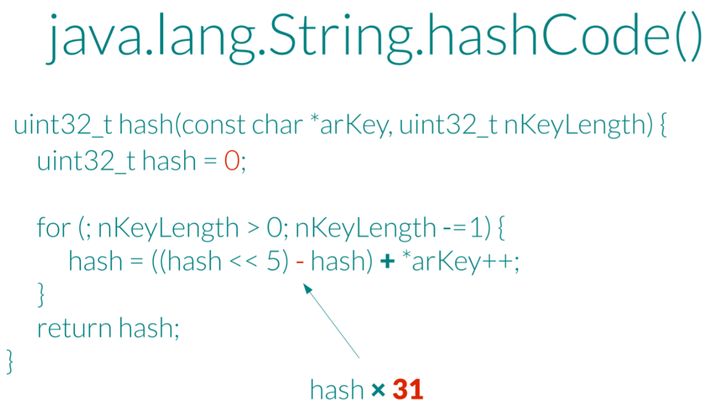 java.lang.String.hashCode()
uint32_t hash(const char *arKey, uint32_t nKeyLength) {
uint32_t hash = 0;
for (; nKeyLength > 0; nKeyLength -=1) {
hash = ((hash << 5) - hash) + *arKey++;
}
return hash;
}
hash × 31